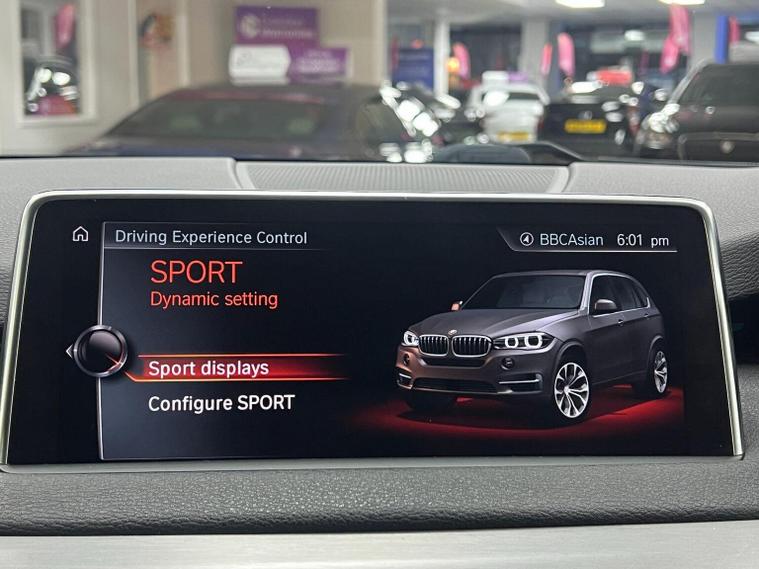 Driving Experience Control
BBCAsian 6:01 pm
SPORT
Dynamic setting
Sport displays
Configure SPORT